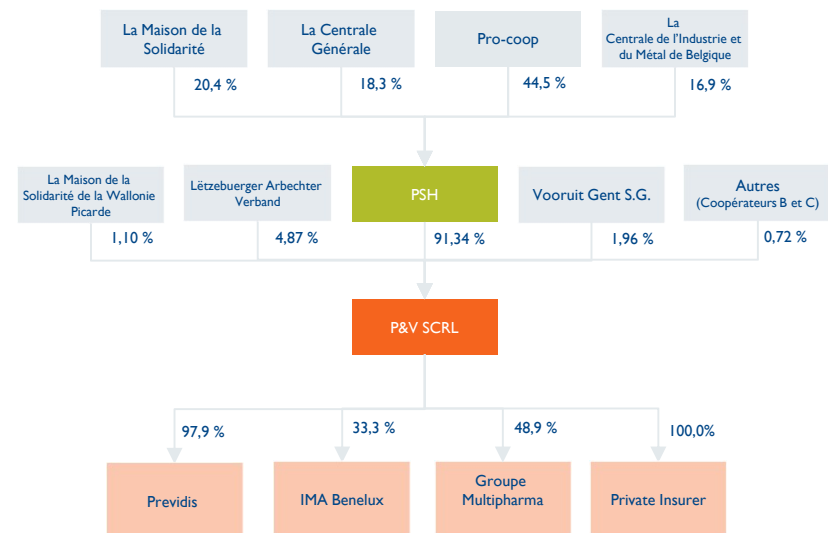 La Maison de la
Solidarité
La Centrale
Générale
Pro-coop
La
Centrale de l'Industrie et
du Métal de Belgique
20,4 %
18,3 %
44,5 %
16,9 %
La Maison de la
Solidarité de la Wallonie
Picarde
Lëtzebuerger Arbechter
Verband
PSH
Vooruit Gent S.G.
Autres
(Coopérateurs B et C)
1,10 %
4,87 %
91,34 %
1,96 %
0,72 %
P&V SCRL
97,9 %
33,3 %
48,9 %
100,0%
Previdis
IMA Benelux
Groupe
Multipharma
Private Insurer